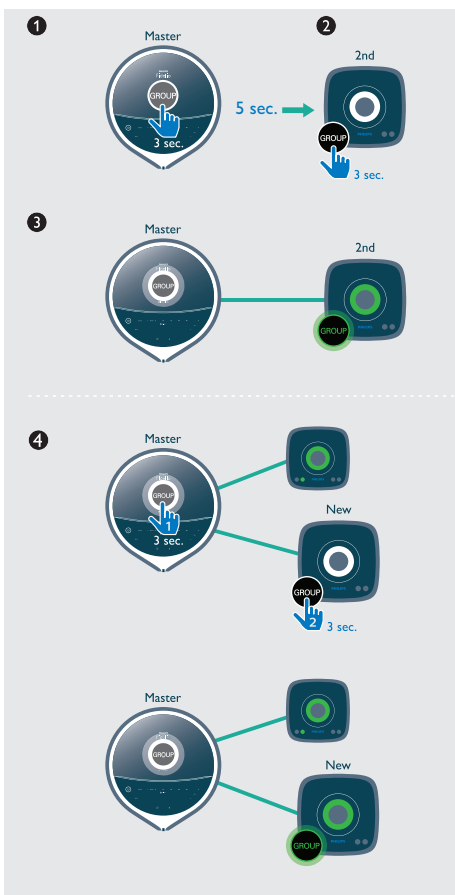 1
2
Master
2nd
GROUP
5 sec.
GROUP
3 sec.
3 sec.
3
Master
2nd
GROUP
GROUP
4
Master
GROUP
1
New
3 sec.
GROUP
2
3 sec.
Master
GROUP
New
GROUP